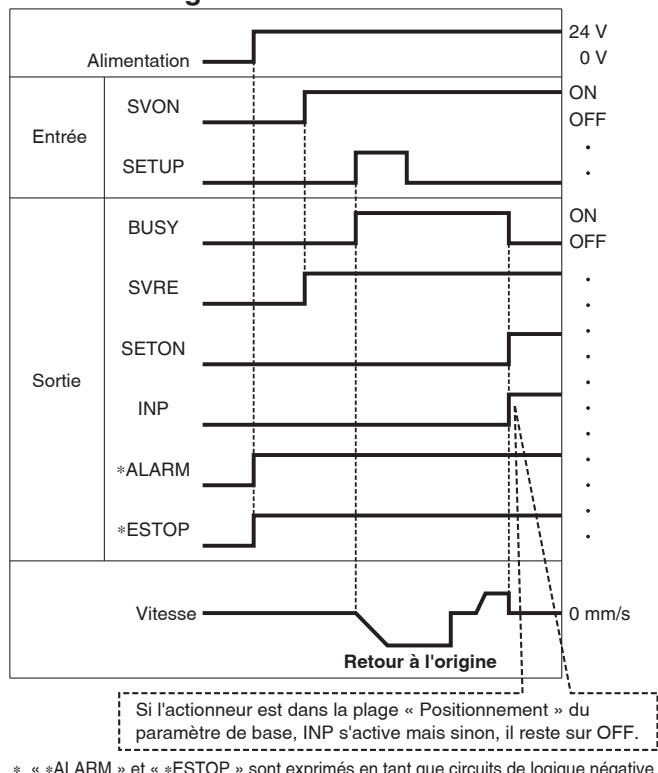 24 V
Alimentation
0 V
Entrée
SVON
ON
OFF
SETUP
Sortie
BUSY
ON
OFF
SVRE
SETON
INP
*ALARM
*ESTOP
Vitesse
0 mm/s
Retour à l'origine
Si l'actionneur est dans la plage « Positionnement » du
paramètre de base, INP s'active mais sinon, il reste sur OFF.
* « *ALARM » et « *ESTOP » sont exprimés en tant que circuits de logique négative.